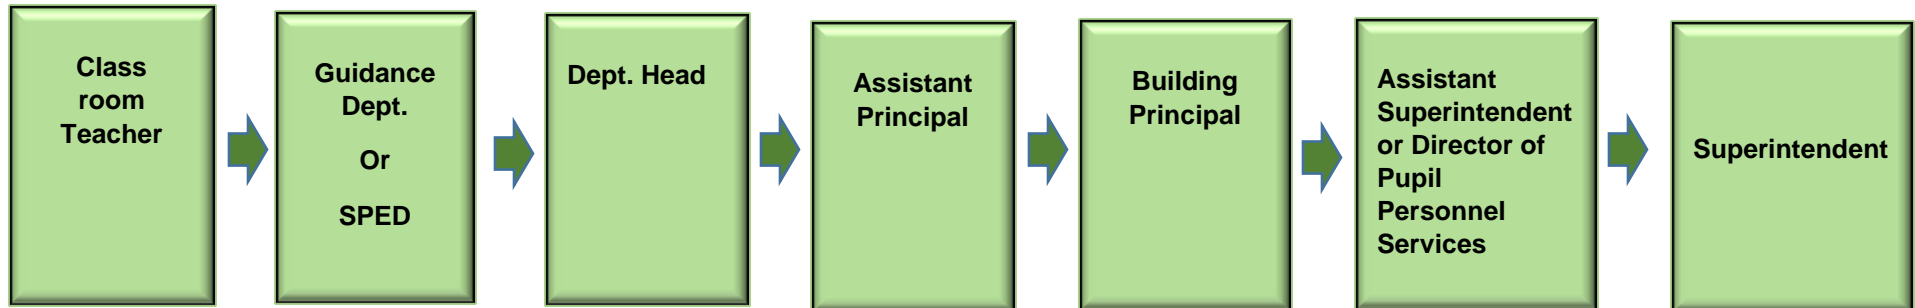 Class
room
Teacher
Guidance
Dept.
Or
SPED
Dept. Head
Assistant
Principal
Building
Principal
Assistant
Superintendent
or Director of
Pupil
Personnel
Services
Superintendent